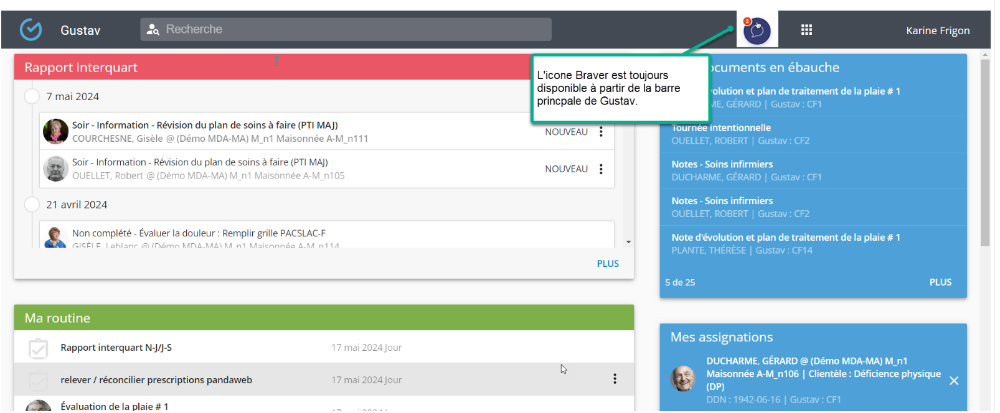 Gustav
Recherche
2
Karine Frigon
L'icone Braver est toujours
disponible à partir de la barre
princpale de Gustav.
Rapport Interquart
7 mai 2024
Soir - Information - Révision du plan de soins à faire (PTI MAJ)
COURCHESNE, Gisèle @ (Démo MDA-MA) M_n1 Maisonnée A-M_n111
NOUVEAU
Soir - Information - Révision du plan de soins à faire (PTI MAJ)
OUELLET, Robert @ (Démo MDA-MA) M_n1 Maisonnée A-M_n105
NOUVEAU
21 avril 2024
Non complété - Évaluer la douleur : Remplir grille PACSLAC-F
GISÈLE, Leblanc @ (Démo MDA-MA) M_n1 Maisonnée A-M_n114
PLUS
Ma routine
Rapport interquart N-J/J-S
17 mai 2024 Jour
relever / réconcilier prescriptions pandaweb
17 mai 2024 Jour
Évaluation de la plaie # 1
17 mai 2024 Jour
ocuments en ébauche
volution et plan de traitement de la plaie # 1
ME, GÉRARD | Gustav : CF1
Tournée intentionnelle
OUELLET, ROBERT | Gustav : CF2
Notes - Soins infirmiers
DUCHARME, GÉRARD | Gustav : CF1
Notes - Soins infirmiers
OUELLET, ROBERT | Gustav : CF2
Note d'évolution et plan de traitement de la plaie # 1
PLANTE, THÉRÈSE | Gustav : CF14
5 de 25
PLUS
Mes assignations
DUCHARME, GÉRARD @ (Démo MDA-MA) M_n1
Maisonnée A-M_n106 | Clientèle : Déficience physique
(DP)
DDN : 1942-06-16 | Gustav : CF1